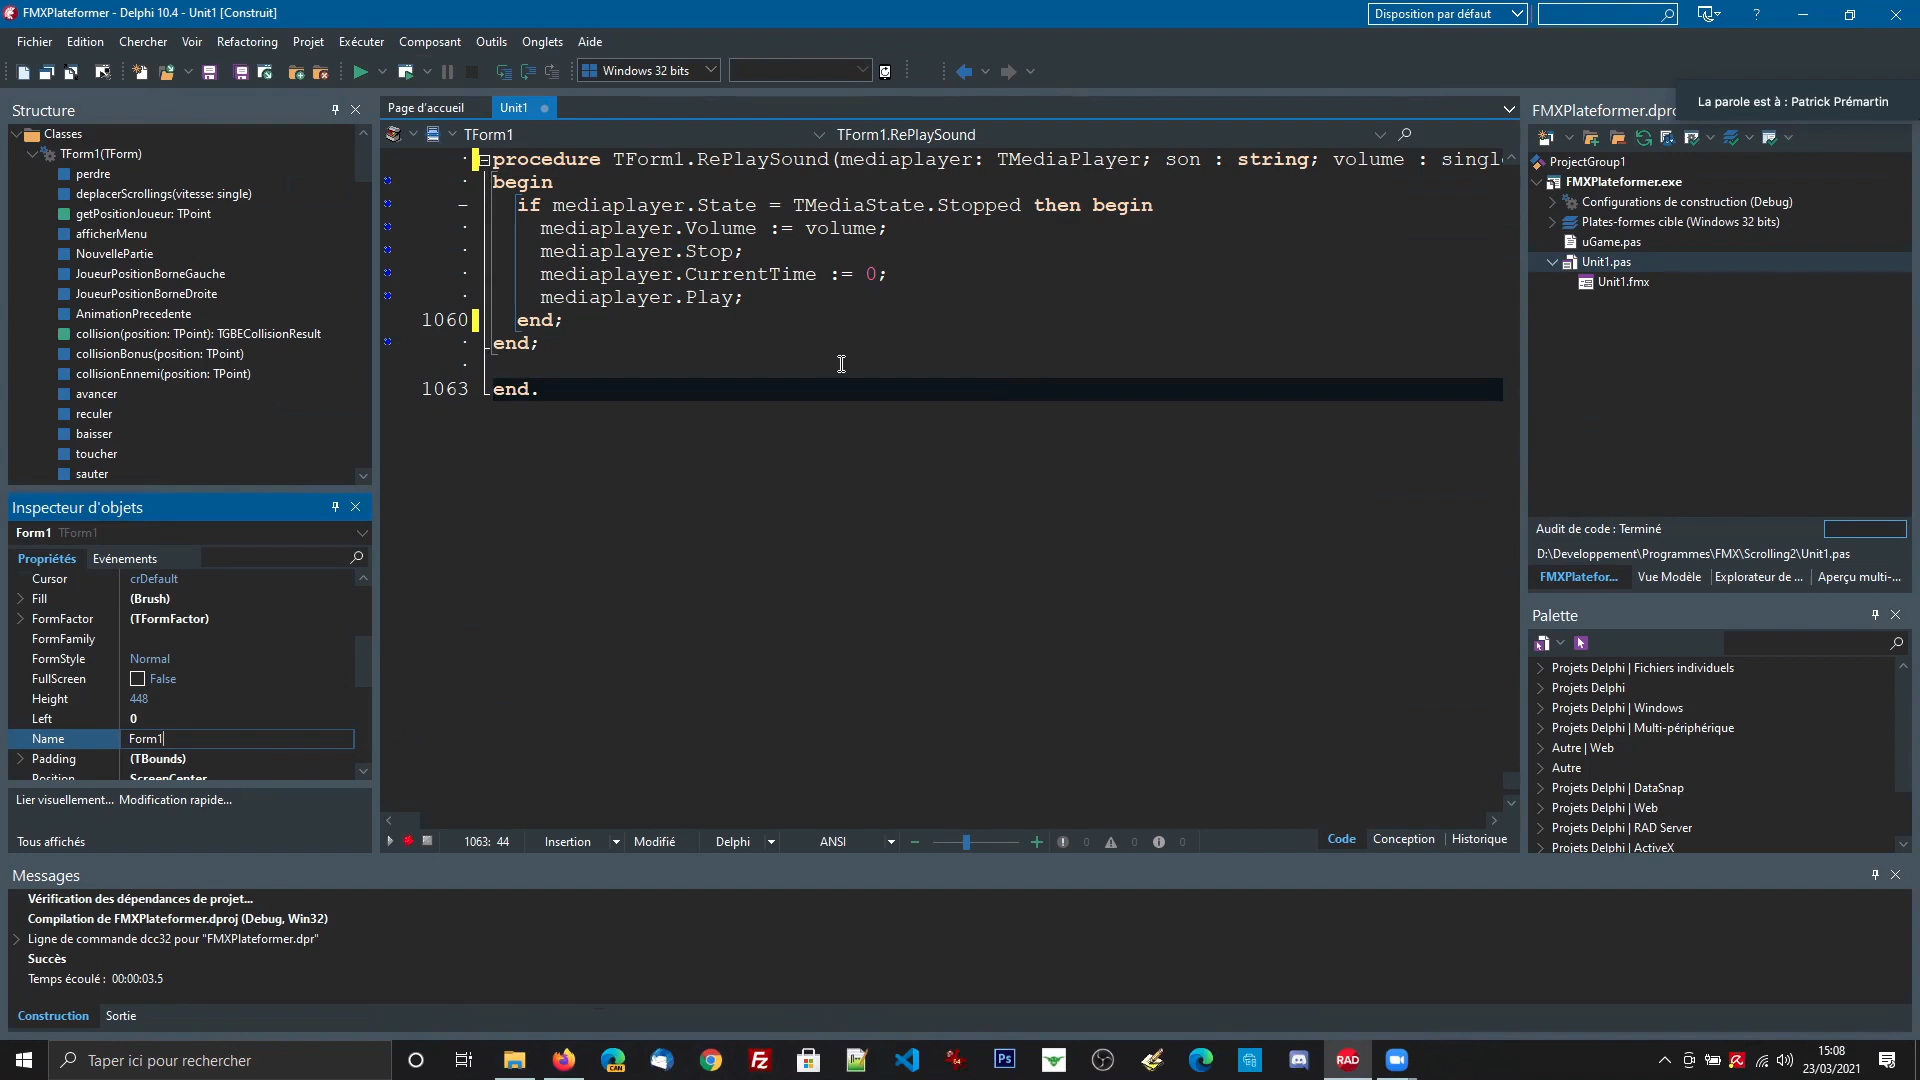 FMXPlateformer - Delphi 10.4 - Unit1 [Construit]
Disposition par défaut
?
Fichier Edition Chercher Voir Refactoring Projet Exécuter Composant Outils Onglets Aide
Windows 32 bits
La parole est à : Patrick Prémartin
Structure
Classes
TForm1(TForm)
perdre
deplacerScrollings(vitesse: single)
getPositionJoueur: TPoint
afficherMenu
NouvellePartie
JoueurPositionBorneGauche
JoueurPositionBorneDroite
AnimationPrecedente
collision(position: TPoint): TGBECollisionResult
collisionBonus(position: TPoint)
collisionEnnemi(position: TPoint)
avancer
reculer
baisser
toucher
sauter
Inspecteur d'objets
Form1 TForm1
Propriétés Evénements
Cursor crDefault
Fill (Brush)
FormFactor (TFormFactor)
FormFamily
FormStyle Normal
FullScreen False
Height 448
Left 0
Name Form1
Padding (TBounds)
Position ScreenCenter
Lier visuellement... Modification rapide...
Tous affichés
Page d'accueil Unit1
TForm1 TForm1.RePlaySound
procedure TForm1.RePlaySound(mediaplayer: TMediaPlayer; son : string; volume : singl
begin
if mediaplayer.State = TMediaState.Stopped then begin
mediaplayer.Volume := volume;
mediaplayer.Stop;
mediaplayer.CurrentTime := 0;
mediaplayer.Play;
1060 end;
end;
1063 end.
1063: 44 Insertion Modifié Delphi ANSI 0 0 0 Code Conception Historique
FMXPlateformer.dpro
ProjectGroup1
FMXPlateformer.exe
Configurations de construction (Debug)
Plates-formes cible (Windows 32 bits)
uGame.pas
Unit1.pas
Unit1.fmx
Audit de code : Terminé
D:\Developpement\Programmes\FMX\Scrolling2\Unit1.pas
FMXPlatefor... Vue Modèle Explorateur de ... Aperçu multi-...
Palette
Projets Delphi | Fichiers individuels
Projets Delphi
Projets Delphi | Windows
Projets Delphi | Multi-périphérique
Autre | Web
Autre
Projets Delphi | DataSnap
Projets Delphi | Web
Projets Delphi | RAD Server
Projets Delphi | ActiveX
Messages
Vérification des dépendances de projet...
Compilation de FMXPlateformer.dproj (Debug, Win32)
Ligne de commande dcc32 pour "FMXPlateformer.dpr"
Succès
Temps écoulé : 00:00:03.5
Construction Sortie
Taper ici pour rechercher
CAN
Fz
Ps
RAD
15:08
23/03/2021